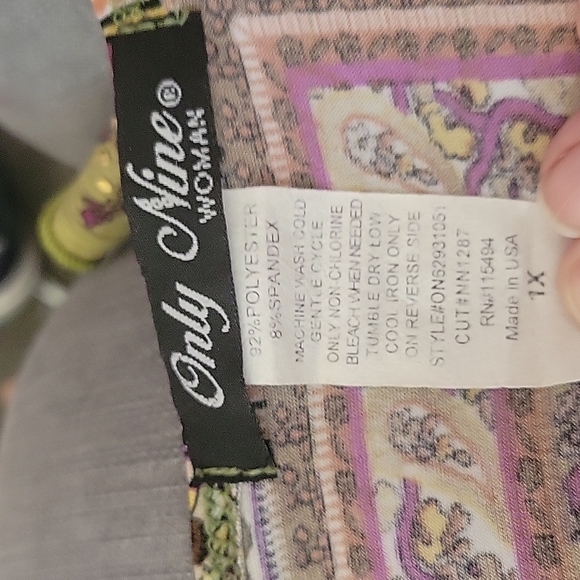 Only Nine®
WOMAN
92%POLYESTER
8%SPANDEX
MACHINE WASH COLD
GENTLE CYCLE
ONLY NON-CHLORINE
BLEACH WHEN NEEDED
TUMBLE DRY LOW
COOL IRON ONLY
ON REVERSE SIDE
STYLE#ON62931051
CUT#NN1287
RN#115494
Made in USA
1X